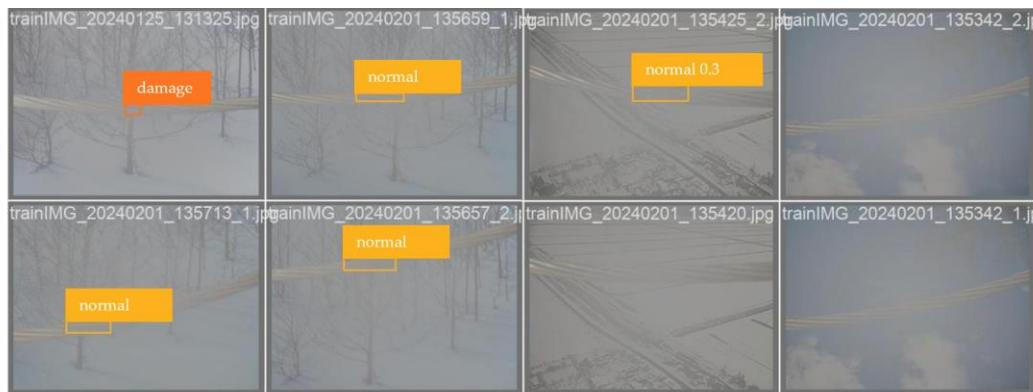 trainIMG_20240125_131325.jpg
trainIMG_20240201_135659_1.jpg
trainIMG_20240201_135425_2.jpg
trainIMG_20240201_135342_2.jpg
damage
normal
normal 0.3
trainIMG_20240201_135713_1.jpg
trainIMG_20240201_135657_2.jpg
trainIMG_20240201_135420.jpg
trainIMG_20240201_135342_1.jpg
normal
normal